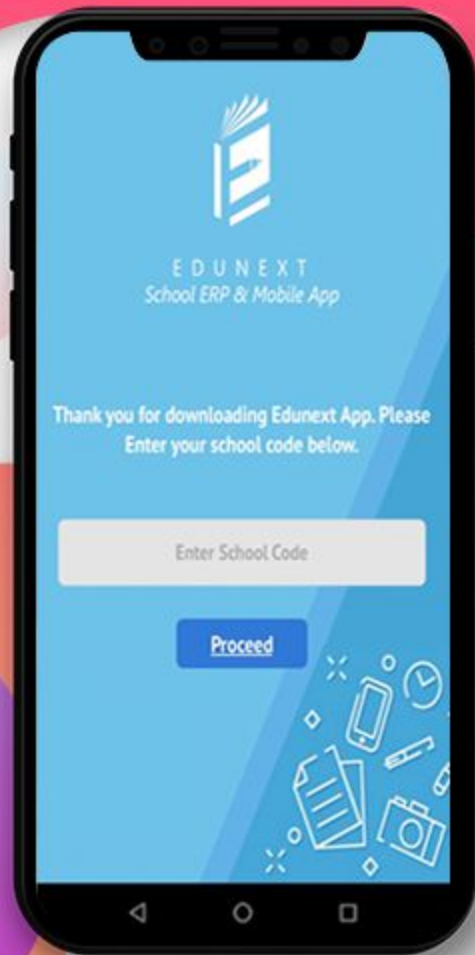 EDUNEXT
School ERP & Mobile App
Thank you for downloading Edunext App. Please
Enter your school code below.
Enter School Code
Proceed